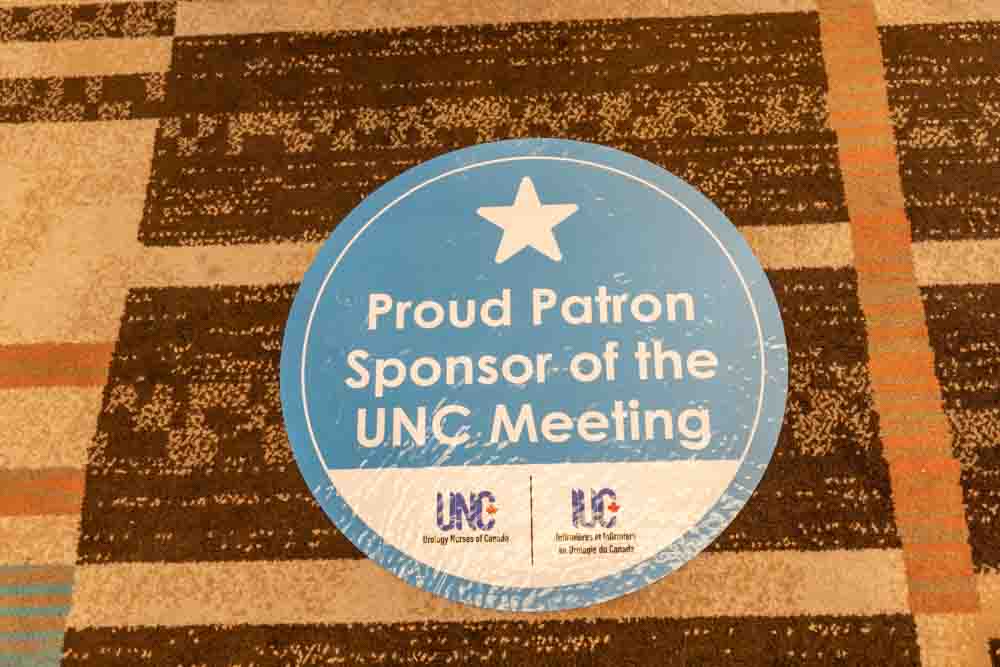 Proud Patron
Sponsor of the
UNC Meeting
UNC
Urology Nurses of Canada
IUC
Infirmières et Infirmiers
en Urologie du Canada